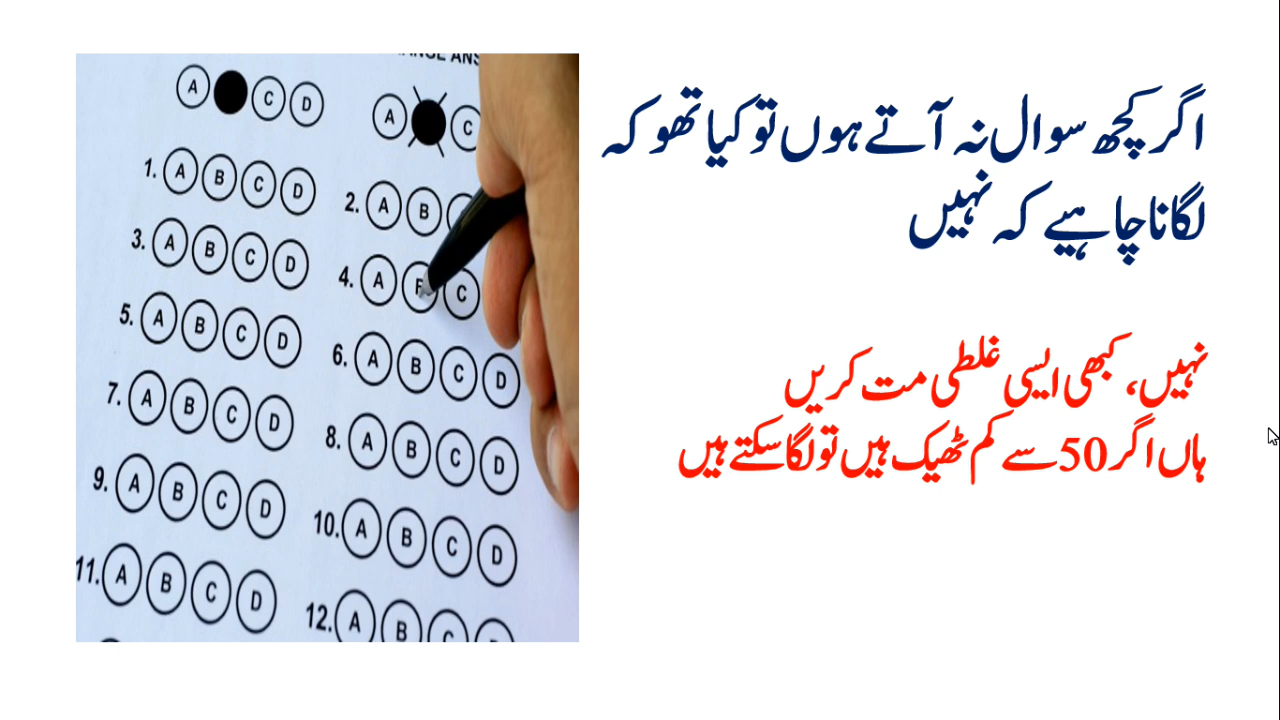 اگر کچھ سوال نہ آتے ہوں تو کیا تھوکہ
لگانا چاہیے کہ نہیں
نہیں، کبھی ایسی غلطی مت کریں
ہاں اگر 50 سے کم ٹھیک ہیں تو لگا سکتے ہیں
A C D
A C
1. A B C D
2. A B
3. A B C D
4. A B C
5. A B C D
6. A B C D
7. A B C D
8. A B C D
9. A B C D
10. A B C D
11. A B C D
12. A B C D